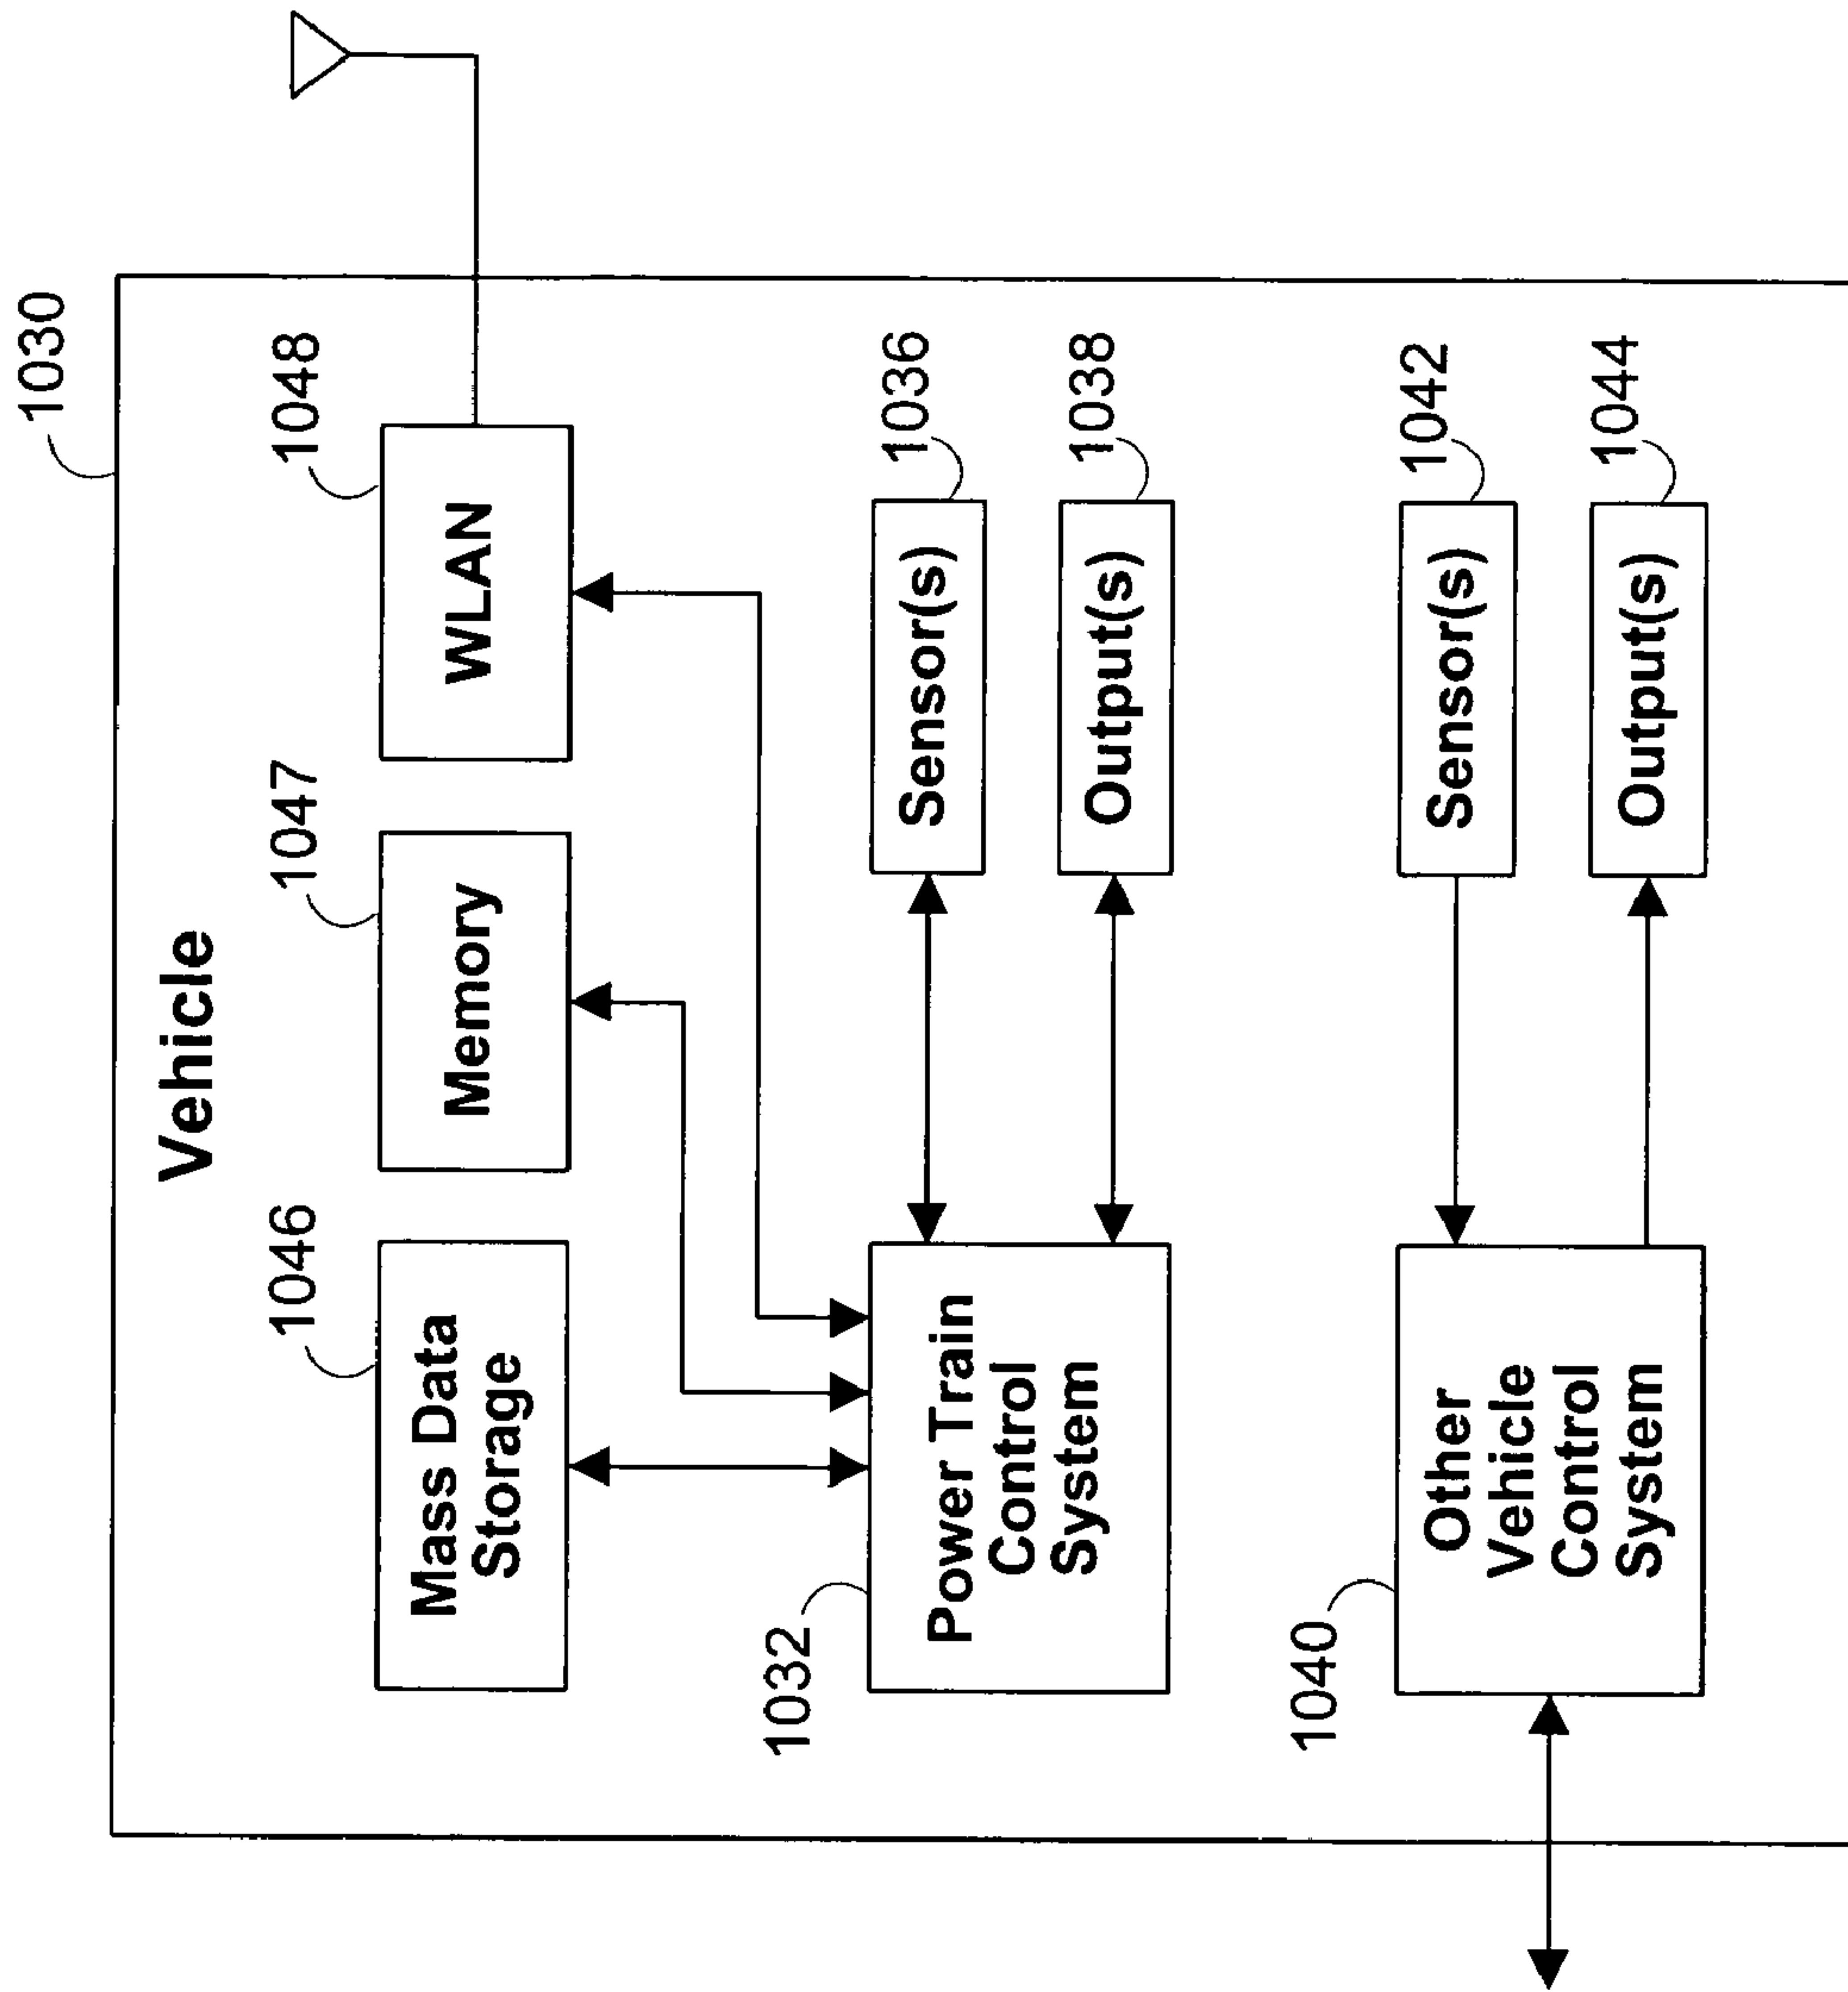 1030
Vehicle
1046
1047
1048
Mass Data
Storage
Memory
WLAN
1032
Power Train
Control
System
Sensor(s)
1036
Output(s)
1038
1040
Other
Vehicle
Control
System
Sensor(s)
1042
Output(s)
1044